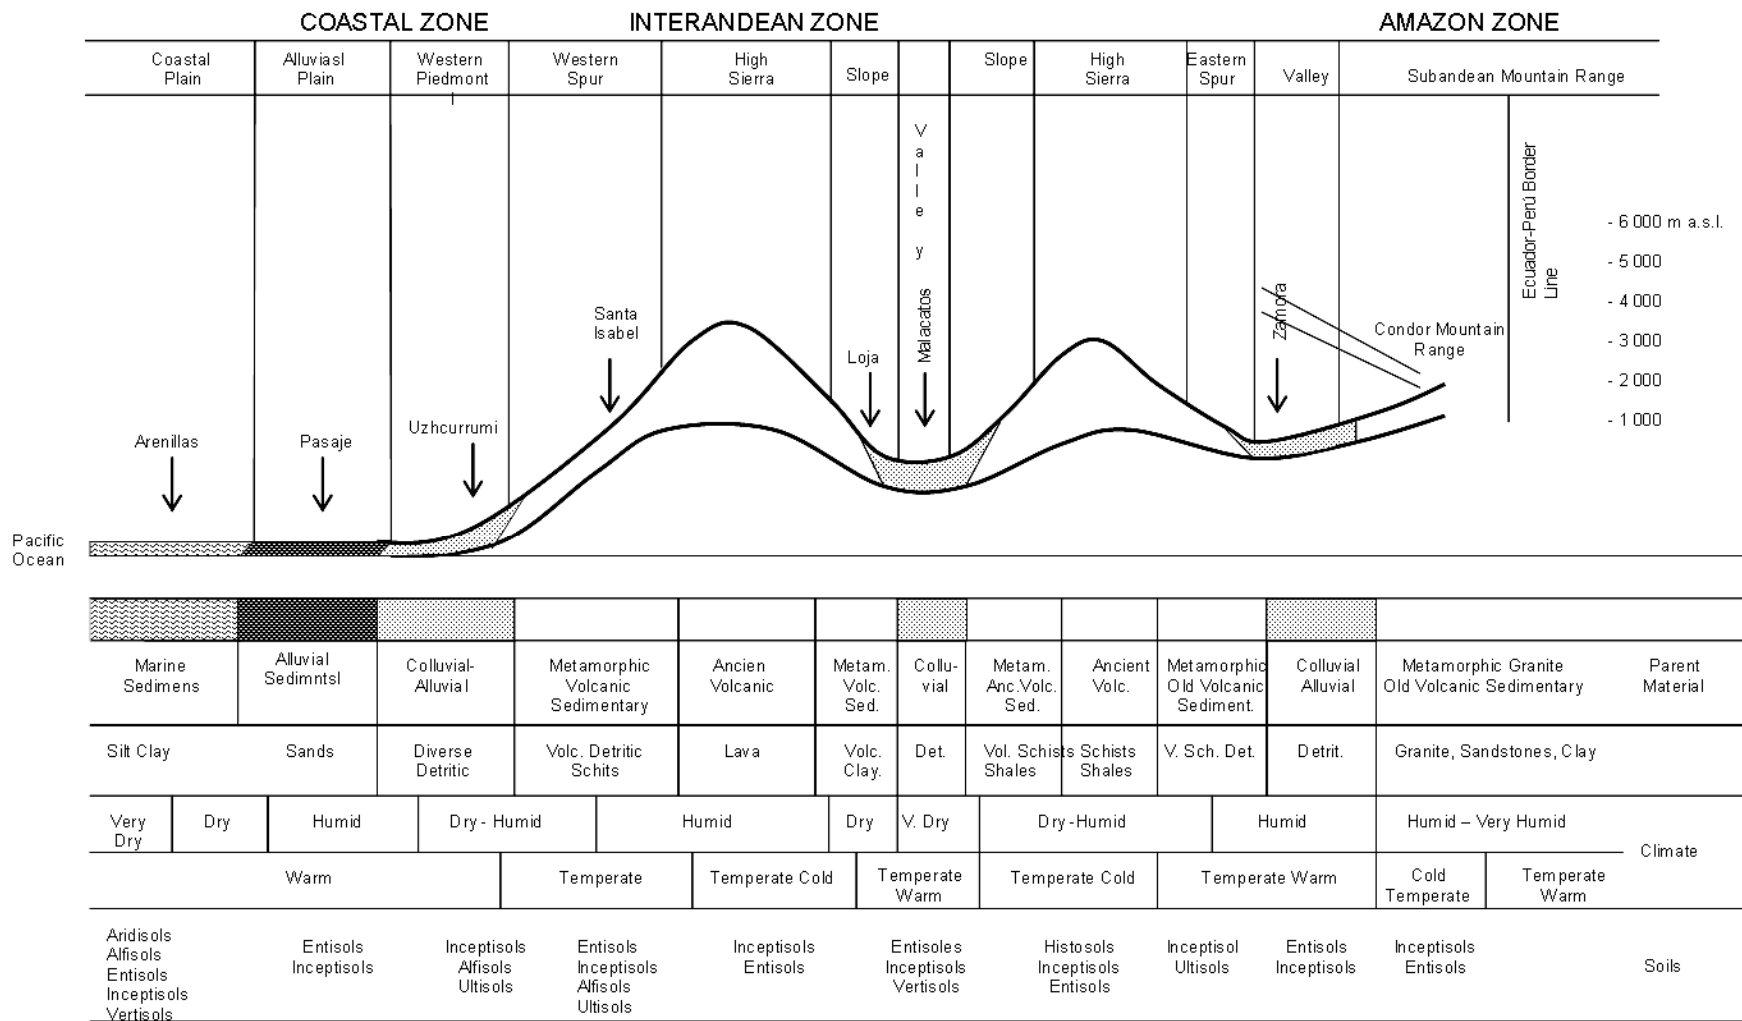 COASTAL ZONE
INTERANDEAN ZONE
AMAZON ZONE
Coastal
Plain
Alluviasl
Plain
Western
Piedmont
l
Western
Spur
High
Sierra
Slope
Slope
High
Sierra
Eastern
Spur
Valley
Subandean Mountain Range
Valle y Malacatos
Ecuador-Perú Border
Line
- 6 000 m a.s.l.
- 5 000
- 4 000
- 3 000
- 2 000
- 1 000
Santa
Isabel
Loja
Zamora
Condor Mountain
Range
Arenillas
Pasaje
Uzhcurrumi
Pacific
Ocean
Marine
Sedimens
Alluvial
Sedimntsl
Colluvial-
Alluvial
Metamorphic
Volcanic
Sedimentary
Ancien
Volcanic
Metam.
Volc.
Sed.
Collu-
vial
Metam.
Anc.Volc.
Sed.
Ancient
Volc.
Metamorphic
Old Volcanic
Sediment.
Colluvial
Alluvial
Metamorphic Granite
Old Volcanic Sedimentary
Parent
Material
Silt Clay
Sands
Diverse
Detritic
Volc. Detritic
Schits
Lava
Volc.
Clay.
Det.
Vol. Schists
Shales
Schists
Shales
V. Sch. Det.
Detrit.
Granite, Sandstones, Clay
Very
Dry
Dry
Humid
Dry - Humid
Humid
Dry
V. Dry
Dry -Humid
Humid
Humid – Very Humid
Climate
Warm
Temperate
Temperate Cold
Temperate
Warm
Temperate Cold
Temperate Warm
Cold
Temperate
Temperate
Warm
Aridisols
Alfisols
Entisols
Inceptisols
Vertisols
Entisols
Inceptisols
Inceptisols
Alfisols
Ultisols
Entisols
Inceptisols
Alfisols
Ultisols
Inceptisols
Entisols
Entisoles
Inceptisols
Vertisols
Histosols
Inceptisols
Entisols
Inceptisol
Ultisols
Entisols
Inceptisols
Inceptisols
Entisols
Soils